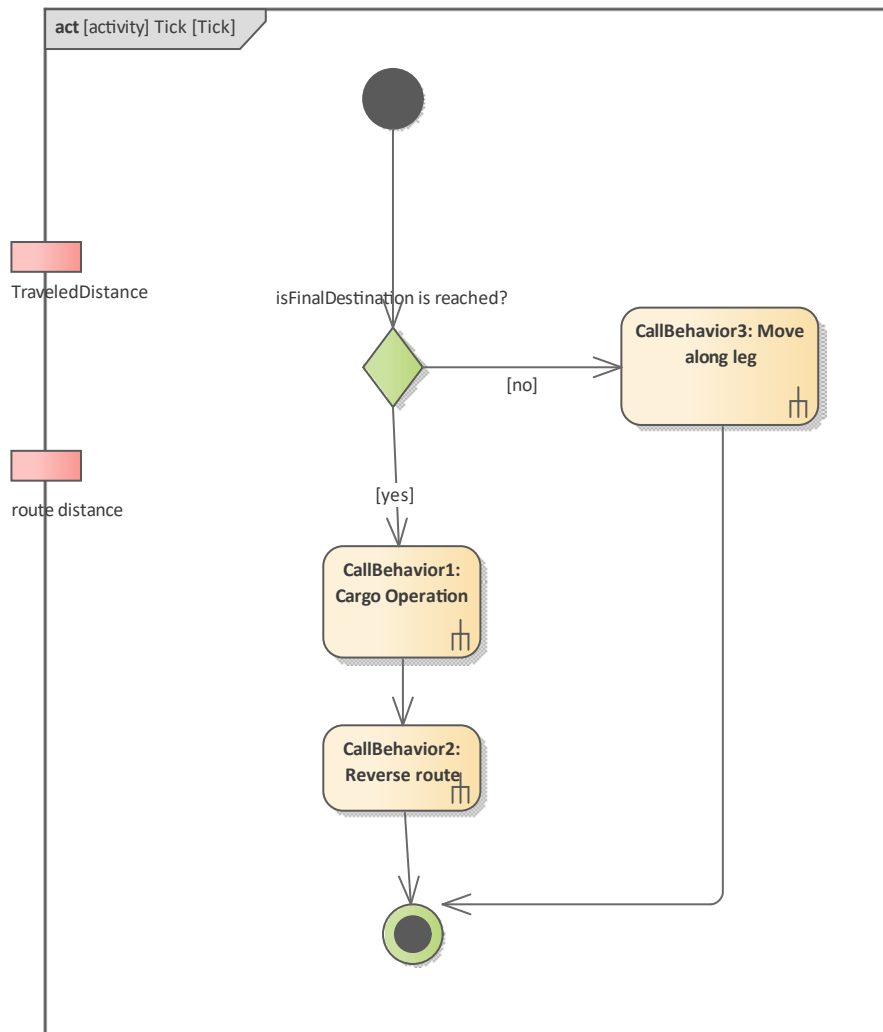 act [activity] Tick [Tick]
TraveledDistance
isFinalDestination is reached?
CallBehavior3: Move
along leg
[no]
[yes]
route distance
CallBehavior1:
Cargo Operation
CallBehavior2:
Reverse route